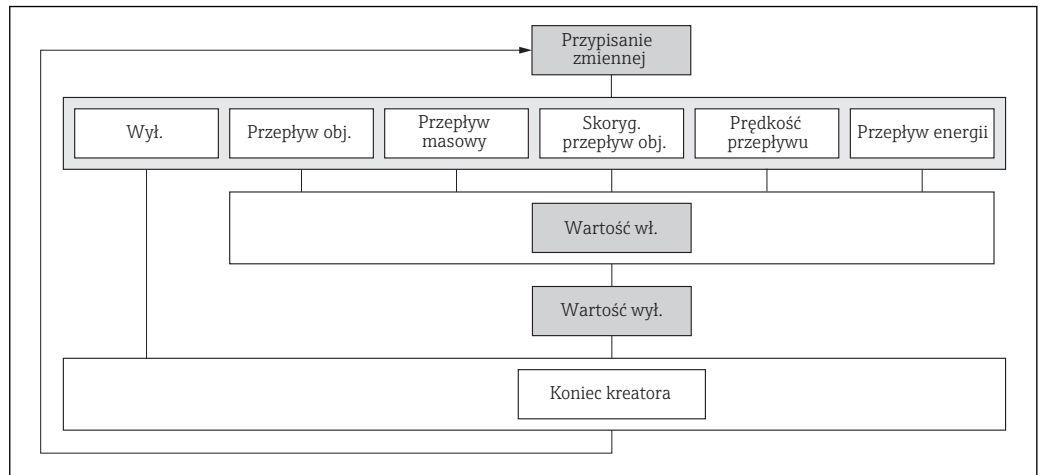 Przypisanie
zmiennej
Wył.
Przepływ obj.
Przepływ
masowy
Skoryg.
przepływ obj.
Prędkość
przepływu
Przepływ energii
Wartość wł.
Wartość wył.
Koniec kreatora